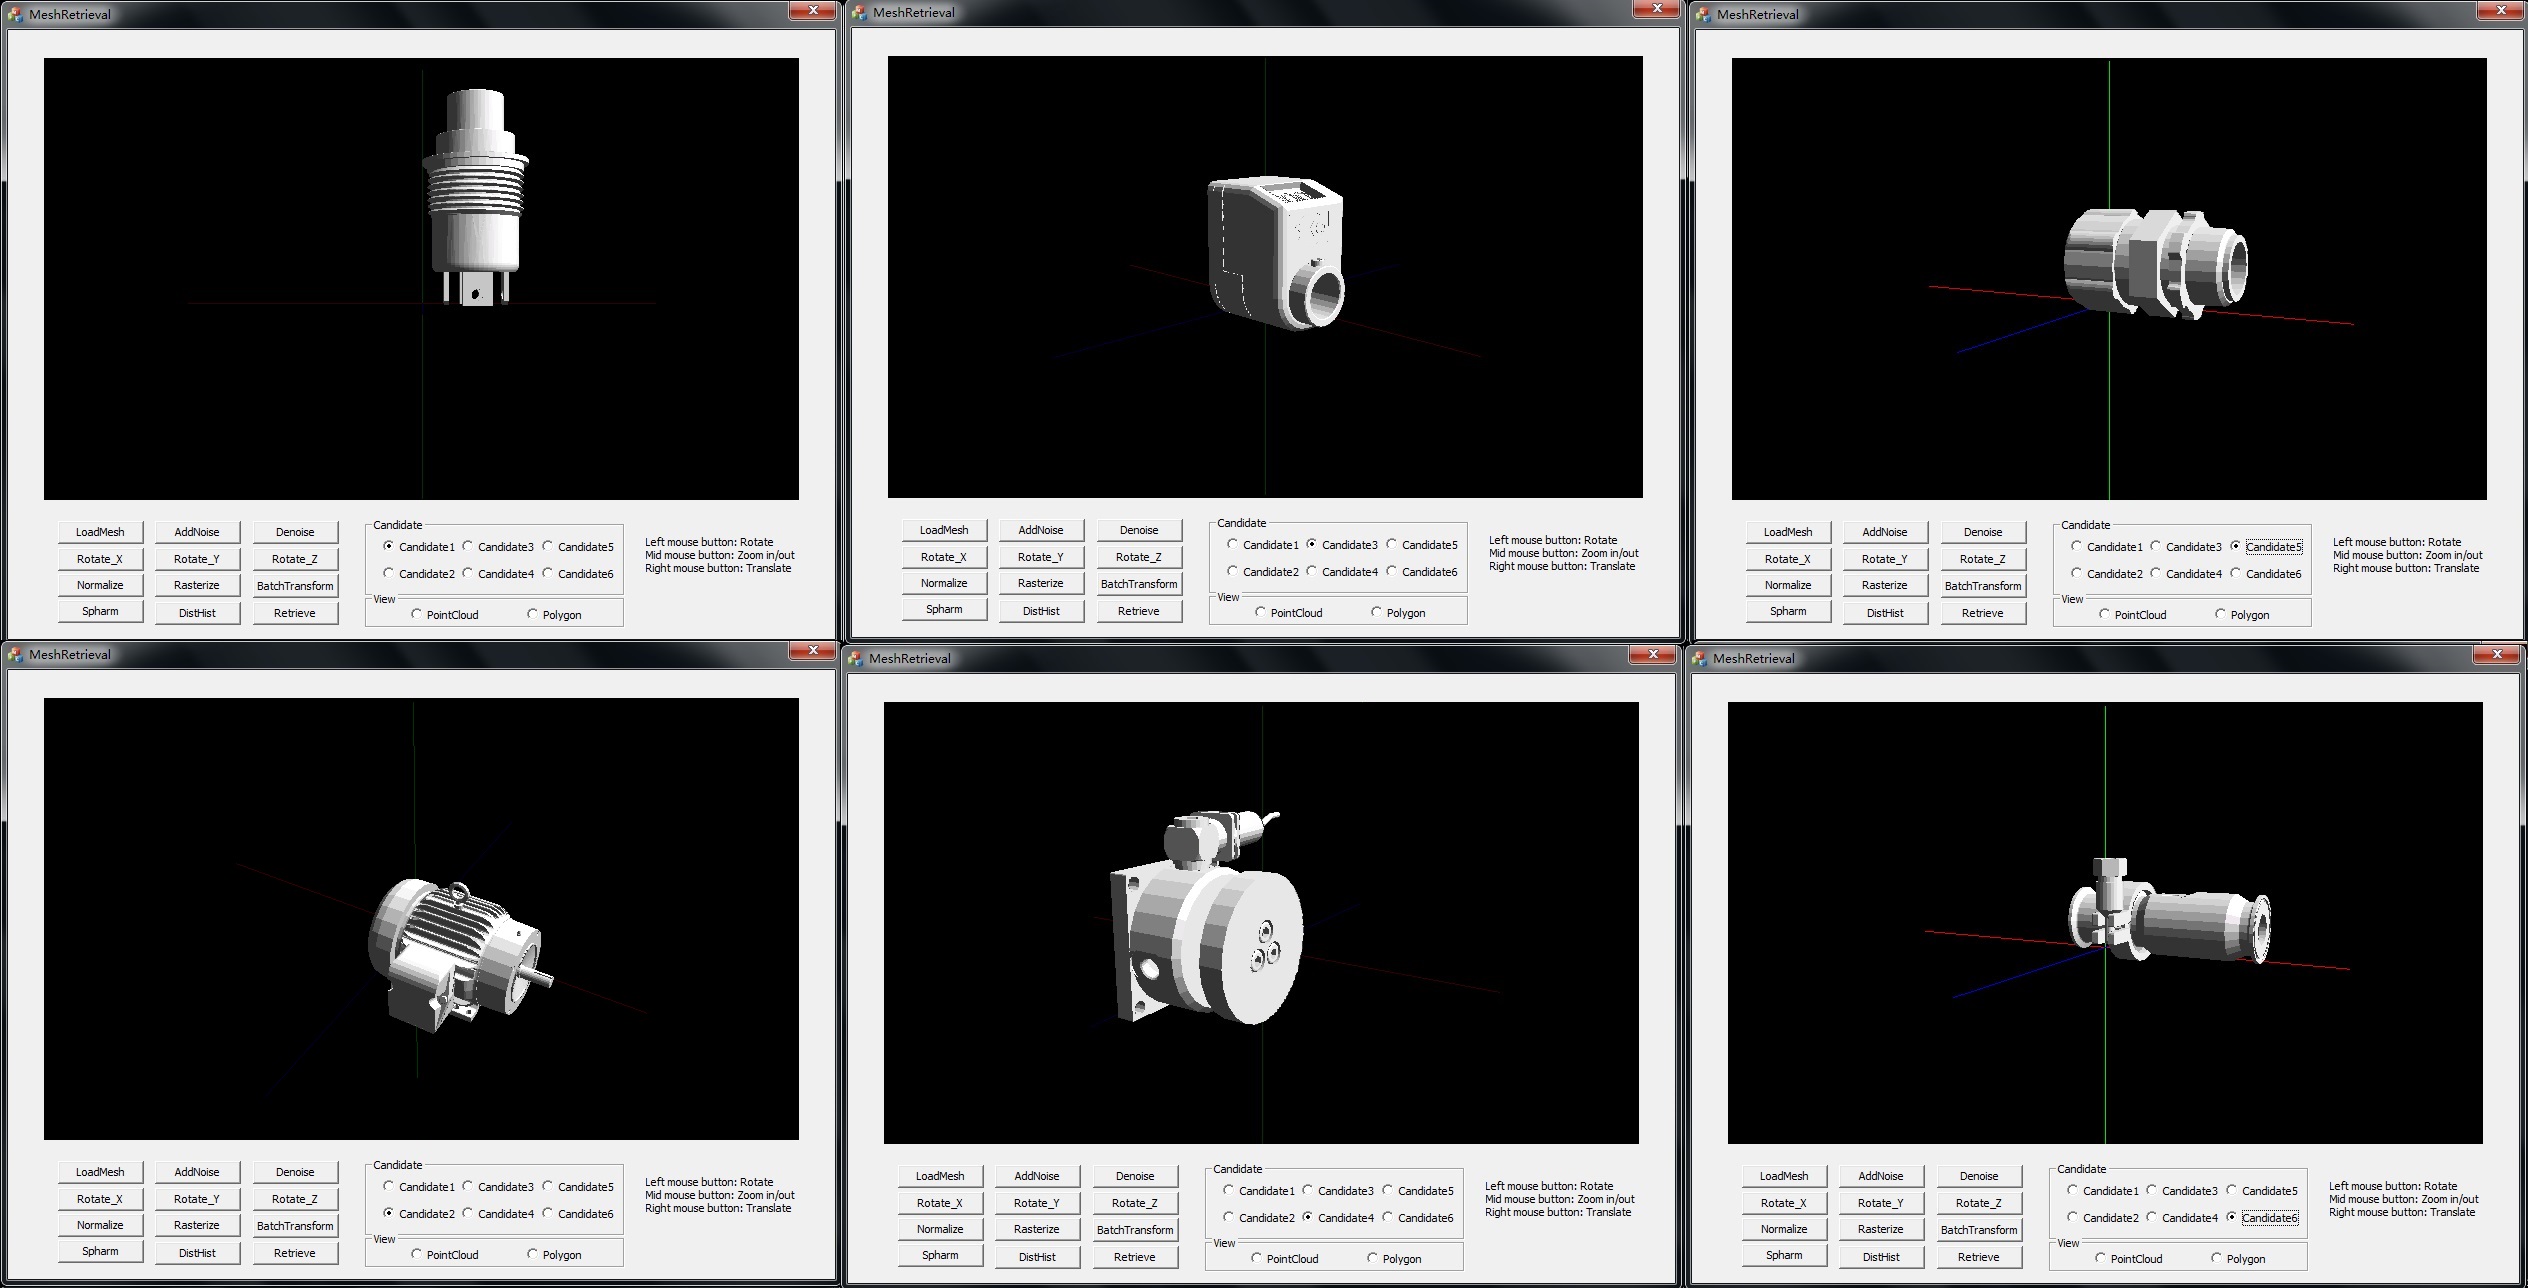 MeshRetrieval
LoadMesh AddNoise Denoise
Rotate_X Rotate_Y Rotate_Z
Normalize Rasterize BatchTransform
Spharm DistHist Retrieve
Candidate
Candidate1 Candidate3 Candidate5
Candidate2 Candidate4 Candidate6
View
PointCloud Polygon
Left mouse button: Rotate
Mid mouse button: Zoom in/out
Right mouse button: Translate
MeshRetrieval
LoadMesh AddNoise Denoise
Rotate_X Rotate_Y Rotate_Z
Normalize Rasterize BatchTransform
Spharm DistHist Retrieve
Candidate
Candidate1 Candidate3 Candidate5
Candidate2 Candidate4 Candidate6
View
PointCloud Polygon
Left mouse button: Rotate
Mid mouse button: Zoom in/out
Right mouse button: Translate
MeshRetrieval
LoadMesh AddNoise Denoise
Rotate_X Rotate_Y Rotate_Z
Normalize Rasterize BatchTransform
Spharm DistHist Retrieve
Candidate
Candidate1 Candidate3 Candidate5
Candidate2 Candidate4 Candidate6
View
PointCloud Polygon
Left mouse button: Rotate
Mid mouse button: Zoom in/out
Right mouse button: Translate
MeshRetrieval
LoadMesh AddNoise Denoise
Rotate_X Rotate_Y Rotate_Z
Normalize Rasterize BatchTransform
Spharm DistHist Retrieve
Candidate
Candidate1 Candidate3 Candidate5
Candidate2 Candidate4 Candidate6
View
PointCloud Polygon
Left mouse button: Rotate
Mid mouse button: Zoom in/out
Right mouse button: Translate
MeshRetrieval
LoadMesh AddNoise Denoise
Rotate_X Rotate_Y Rotate_Z
Normalize Rasterize BatchTransform
Spharm DistHist Retrieve
Candidate
Candidate1 Candidate3 Candidate5
Candidate2 Candidate4 Candidate6
View
PointCloud Polygon
Left mouse button: Rotate
Mid mouse button: Zoom in/out
Right mouse button: Translate
MeshRetrieval
LoadMesh AddNoise Denoise
Rotate_X Rotate_Y Rotate_Z
Normalize Rasterize BatchTransform
Spharm DistHist Retrieve
Candidate
Candidate1 Candidate3 Candidate5
Candidate2 Candidate4 Candidate6
View
PointCloud Polygon
Left mouse button: Rotate
Mid mouse button: Zoom in/out
Right mouse button: Translate